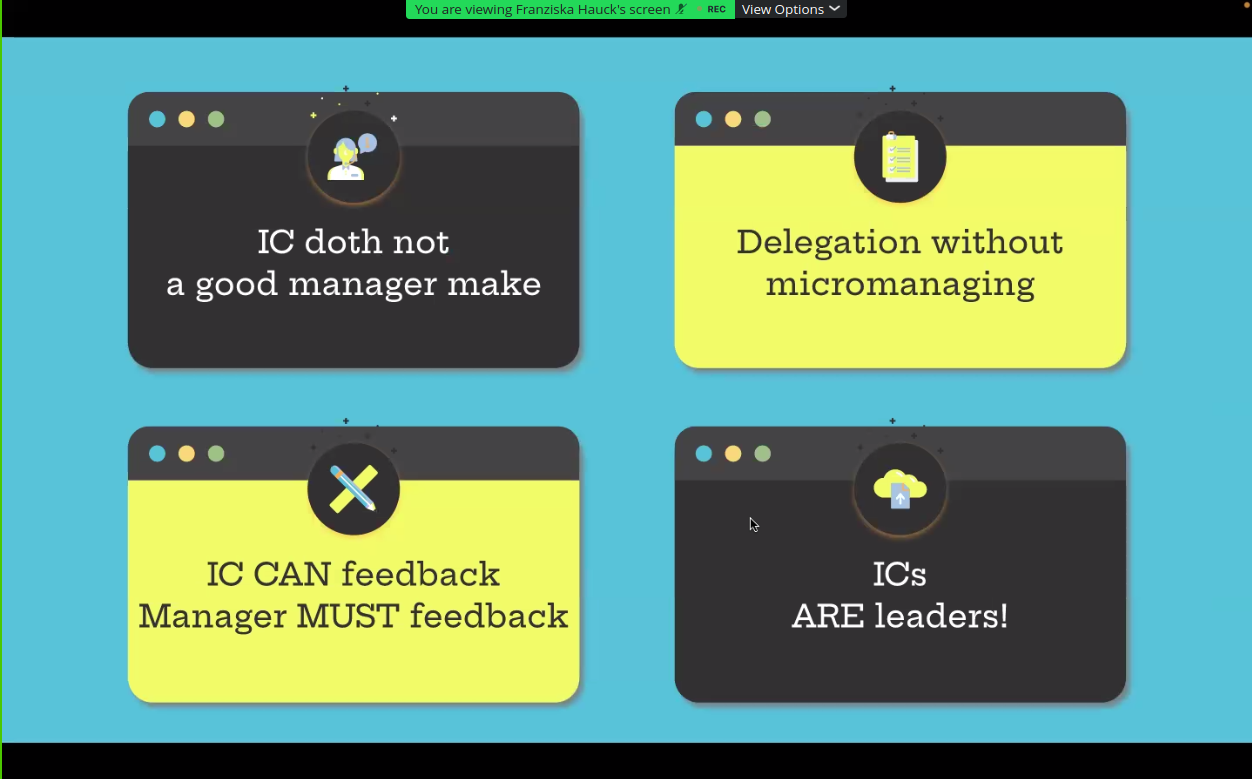 You are viewing Franziska Hauck's screen REC View Options
IC doth not
a good manager make
Delegation without
micromanaging
IC CAN feedback
Manager MUST feedback
ICs
ARE leaders!